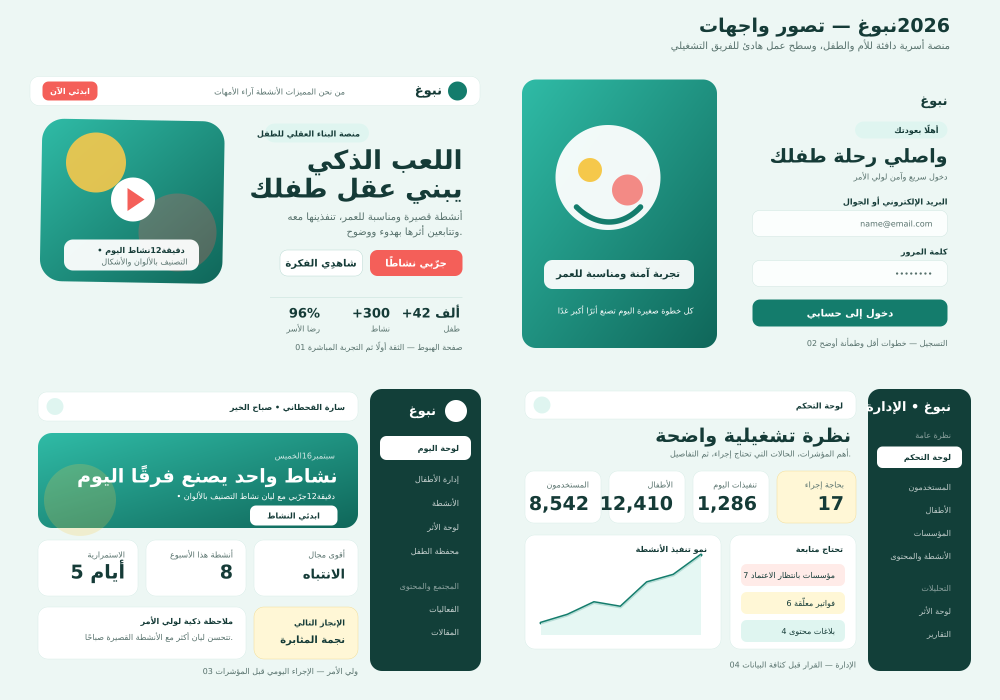 2026نبوغ — تصور واجهات
منصة أسرية دافئة للأم والطفل، وسطح عمل هادئ للفريق التشغيلي
نبوغ
من نحن المميزات الأنشطة آراء الأمهات
ابدئي الآن
منصة البناء العقلي للطفل
اللعب الذكي
يبني عقل طفلك
أنشطة قصيرة ومناسبة للعمر، تنفذينها معه
.وتتابعين أثرها بهدوء ووضوح
جرّبي نشاطًا
شاهدِي الفكرة
دقيقة12نشاط اليوم •
التصنيف بالألوان والأشكال
+42 ألف
طفل
+300
نشاط
96%
رضا الأسر
01 صفحة الهبوط — الثقة أولًا ثم التجربة المباشرة
نبوغ
أهلًا بعودتك
واصلي رحلة طفلك
دخول سريع وآمن لولي الأمر
البريد الإلكتروني أو الجوال
name@email.com
كلمة المرور
••••••••
دخول إلى حسابي
02 التسجيل — خطوات أقل وطمأنة أوضح
تجربة آمنة ومناسبة للعمر
كل خطوة صغيرة اليوم تصنع أثرًا أكبر غدًا
نبوغ
لوحة اليوم
إدارة الأطفال
الأنشطة
لوحة الأثر
محفظة الطفل
المجتمع والمحتوى
الفعاليات
المقالات
سارة القحطاني • صباح الخير
سبتمبر16الخميس
نشاط واحد يصنع فرقًا اليوم
دقيقة12جرّبي مع ليان نشاط التصنيف بالألوان •
ابدئي النشاط
أقوى مجال
الانتباه
أنشطة هذا الأسبوع
8
الاستمرارية
5 أيام
الإنجاز التالي
نجمة المثابرة
ملاحظة ذكية لولي الأمر
.تتحسن ليان أكثر مع الأنشطة القصيرة صباحًا
03 ولي الأمر — الإجراء اليومي قبل المؤشرات
نبوغ • الإدارة
نظرة عامة
لوحة التحكم
المستخدمون
الأطفال
المؤسسات
الأنشطة والمحتوى
التحليلات
لوحة الأثر
التقارير
لوحة التحكم
نظرة تشغيلية واضحة
.أهم المؤشرات، الحالات التي تحتاج إجراء، ثم التفاصيل
بحاجة إجراء
17
تنفيذات اليوم
1,286
الأطفال
12,410
المستخدمون
8,542
تحتاج متابعة
7 مؤسسات بانتظار الاعتماد
6 فواتير معلّقة
4 بلاغات محتوى
نمو تنفيذ الأنشطة
04 الإدارة — القرار قبل كثافة البيانات